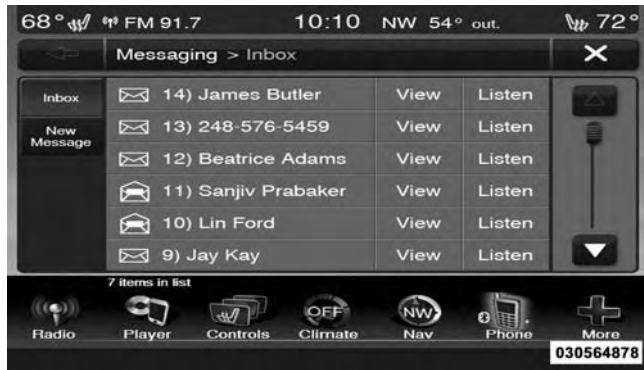 68° FM 91.7 10:10 NW 54° out. 72°
Messaging > Inbox
Inbox
New
Message
14) James Butler View Listen
13) 248-576-5459 View Listen
12) Beatrice Adams View Listen
11) Sanjiv Prabaker View Listen
10) Lin Ford View Listen
9) Jay Kay View Listen
7 items in list
OFF NW
Radio Player Controls Climate Nav Phone More
030564878